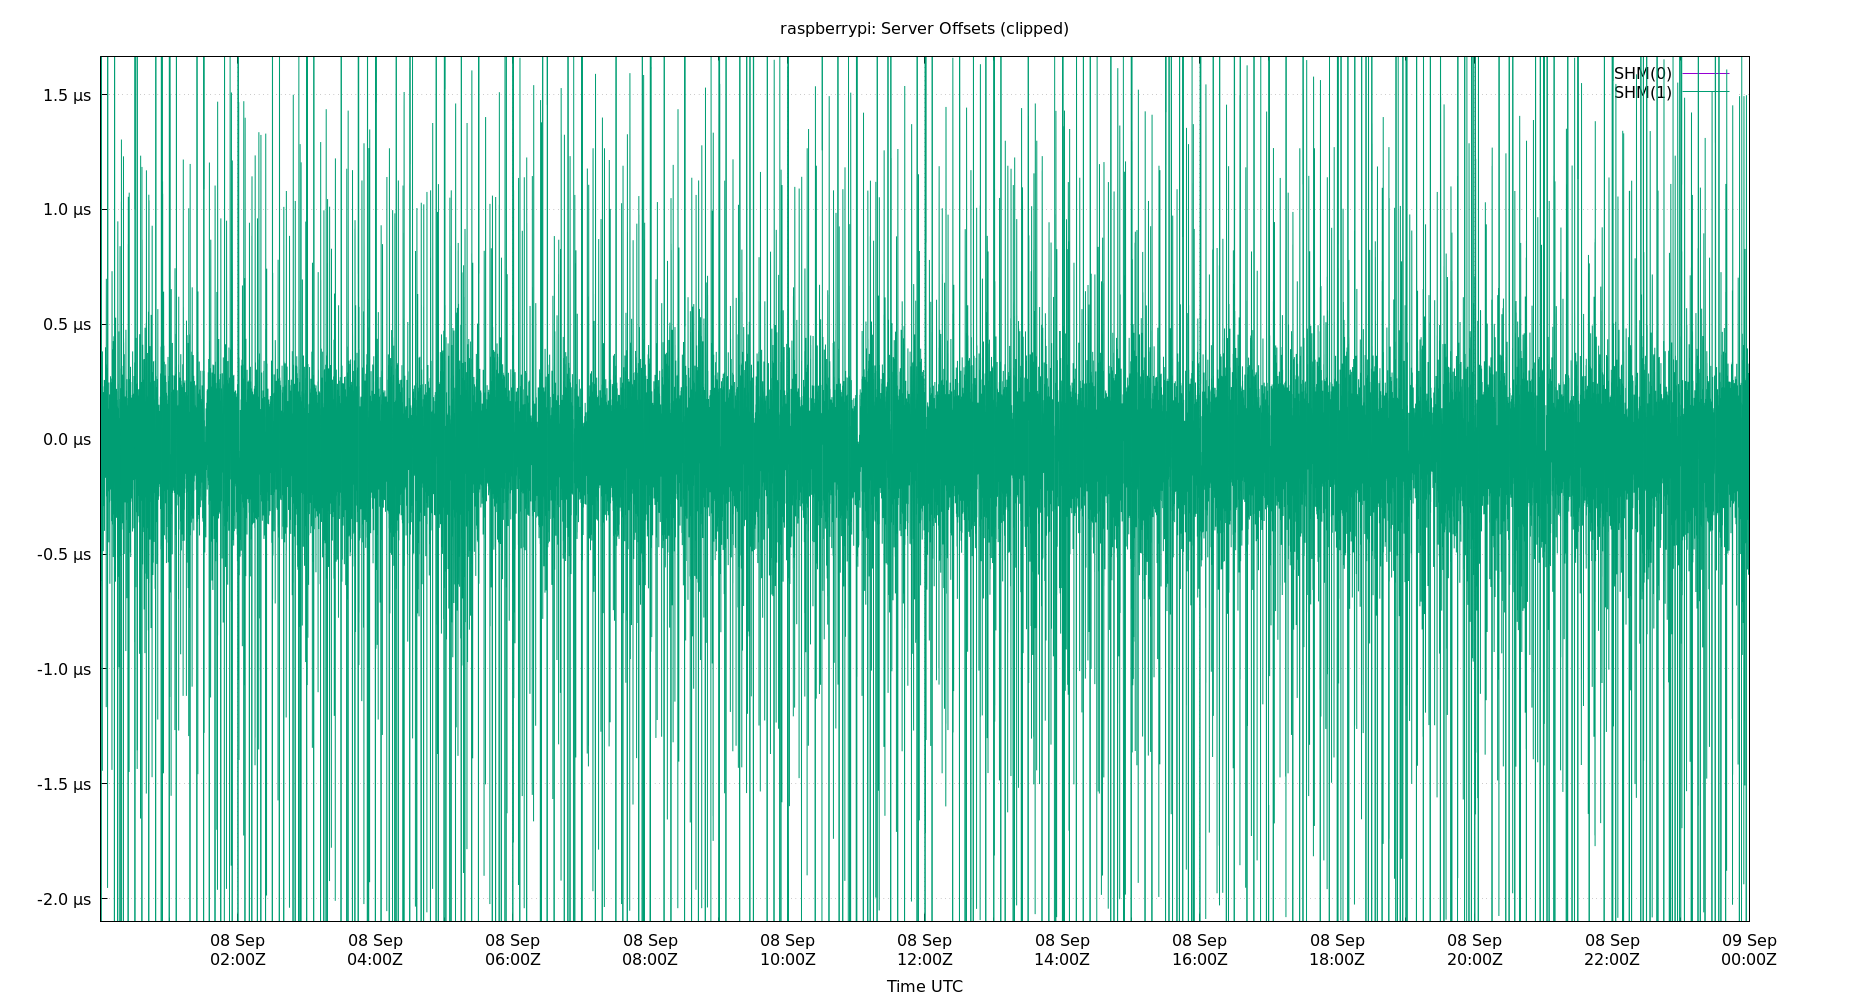 raspberrypi: Server Offsets (clipped)
SHM(0)
SHM(1)
1.5 µs
1.0 µs
0.5 µs
0.0 µs
-0.5 µs
-1.0 µs
-1.5 µs
-2.0 µs
08 Sep 08 Sep 08 Sep 08 Sep 08 Sep 08 Sep 08 Sep 08 Sep 08 Sep 08 Sep 08 Sep 09 Sep
02:00Z 04:00Z 06:00Z 08:00Z 10:00Z 12:00Z 14:00Z 16:00Z 18:00Z 20:00Z 22:00Z 00:00Z
Time UTC